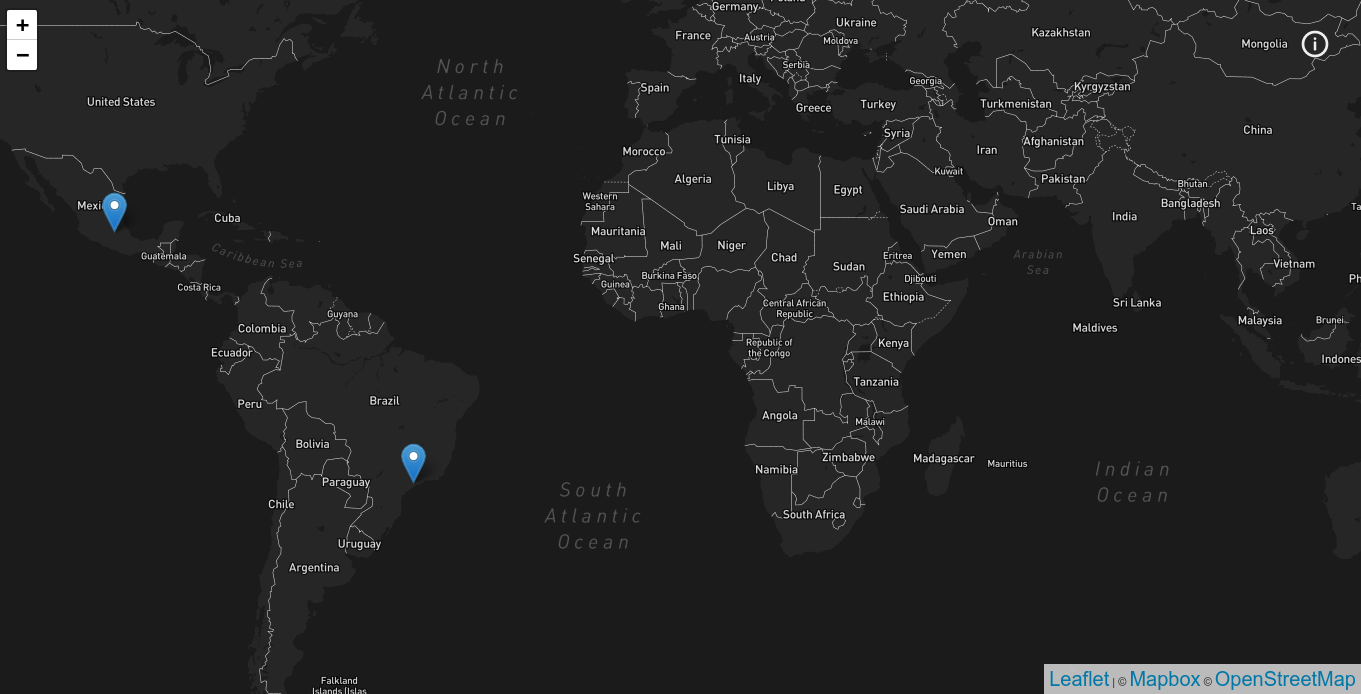 +
−
Germany
Poland
Ukraine
France
Austria
Moldova
Kazakhstan
Mongolia
i
North
Atlantic
Ocean
Serbia
Italy
Spain
Georgia
Kyrgyzstan
United States
Greece
Turkey
Turkmenistan
China
Syria
Tunisia
Morocco
Iran
Afghanistan
Kuwait
Pakistan
Algeria
Libya
Egypt
Bhutan
Bangladesh
Western
Sahara
Mexi
Cuba
Saudi Arabia
Oman
India
Ta
Mauritania
Mali
Niger
Laos
Guatemala
Caribbean Sea
Senegal
Chad
Sudan
Eritrea
Yemen
Arabian
Sea
Vietnam
Burkina Faso
Guinea
Djibouti
Ph
Costa Rica
Ghana
Central African
Republic
Ethiopia
Sri Lanka
Guyana
Colombia
Maldives
Malaysia
Brunei
Ecuador
Republic of
the Congo
Kenya
Indones
Tanzania
Peru
Brazil
Angola
Malawi
Bolivia
Zimbabwe
Madagascar
Mauritius
Namibia
Indian
Ocean
Paraguay
South
Atlantic
Ocean
Chile
South Africa
Uruguay
Argentina
Falkland
Islands (Islas
Leaflet | © Mapbox © OpenStreetMap